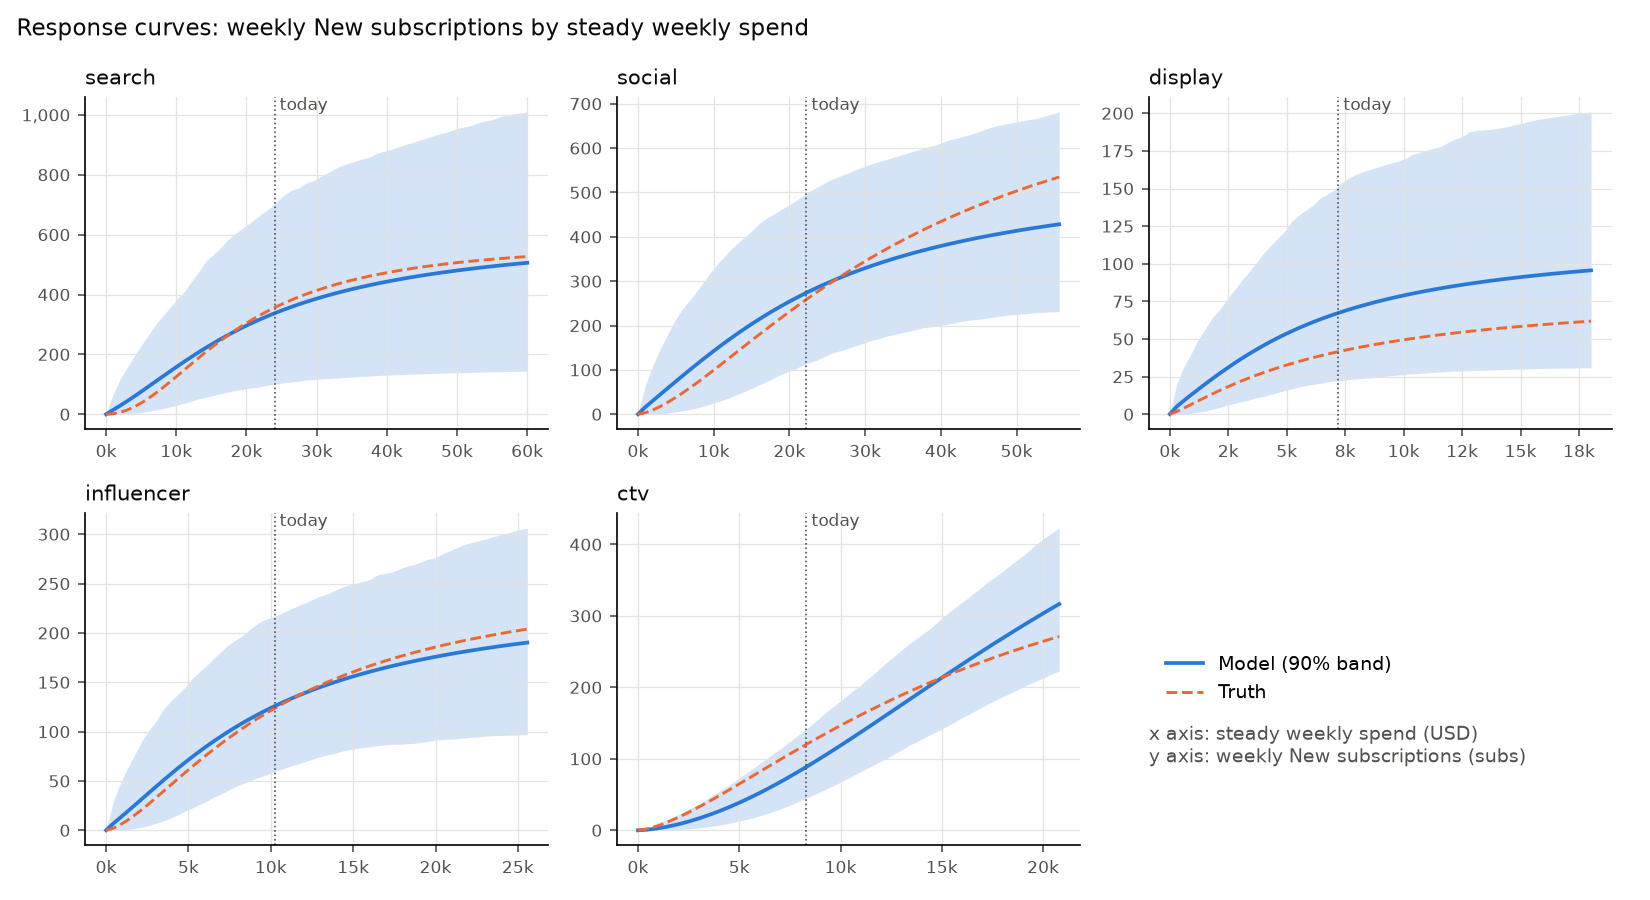 Response curves: weekly New subscriptions by steady weekly spend
search
today
1,000
800
600
400
200
0
0k 10k 20k 30k 40k 50k 60k
social
today
700
600
500
400
300
200
100
0
0k 10k 20k 30k 40k 50k
display
today
200
175
150
125
100
75
50
25
0
0k 2k 5k 8k 10k 12k 15k 18k
influencer
today
300
250
200
150
100
50
0
0k 5k 10k 15k 20k 25k
ctv
today
400
300
200
100
0
0k 5k 10k 15k 20k
Model (90% band)
Truth
x axis: steady weekly spend (USD)
y axis: weekly New subscriptions (subs)